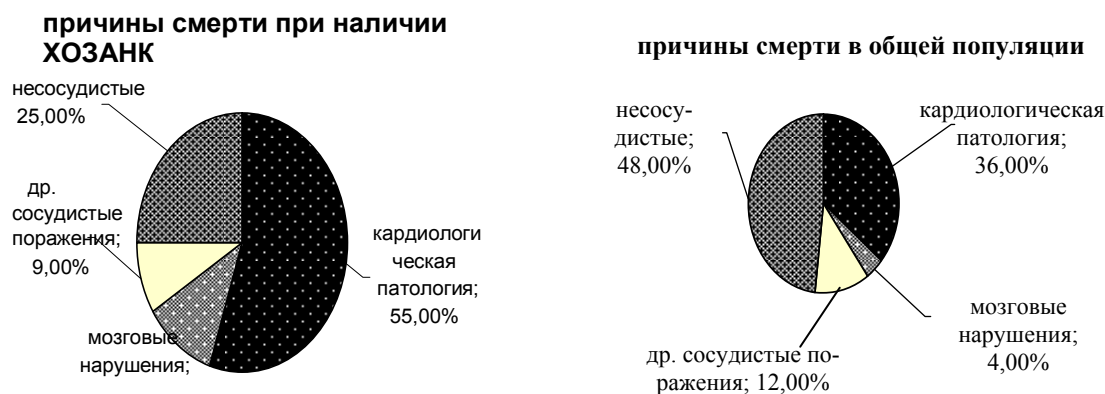 причины смерти при наличии
ХОЗАНК
несосудистые
25,00%
др.
сосудистые
поражения;
9,00%
мозговые
нарушения;
кардиологи
ческая
патология;
55,00%
причины смерти в общей популяции
несосу-
дистые;
48,00%
кардиологическая
патология;
36,00%
мозговые
нарушения;
4,00%
др. сосудистые по-
ражения; 12,00%